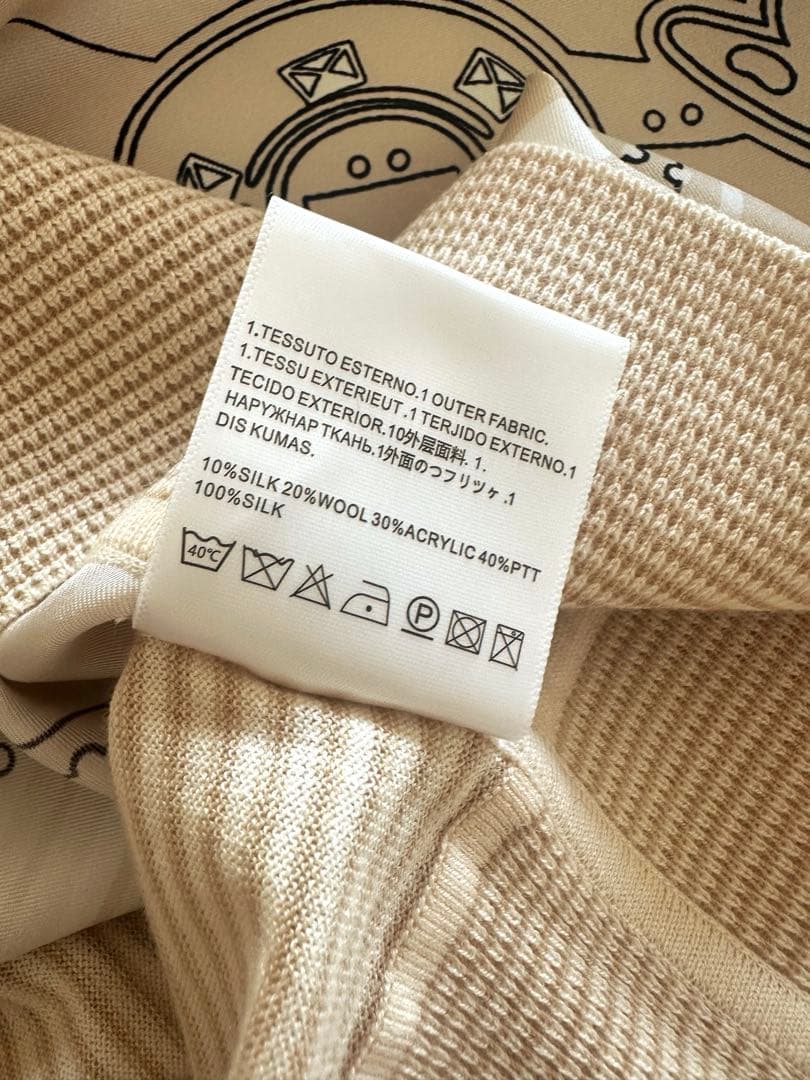 1.TESSUTO ESTERNO.1 OUTER FABRIC.
1.TESSU EXTERIEUT .1 TERJIDO EXTERNO.1
TECIDO EXTERIOR.10外层面料. 1.
НАРУЖНАР ТКАНЬ.1外面のつフリツヶ .1
DIS KUMAS.
10%SILK 20%WOOL 30%ACRYLIC 40%PTT
100%SILK
40℃
P